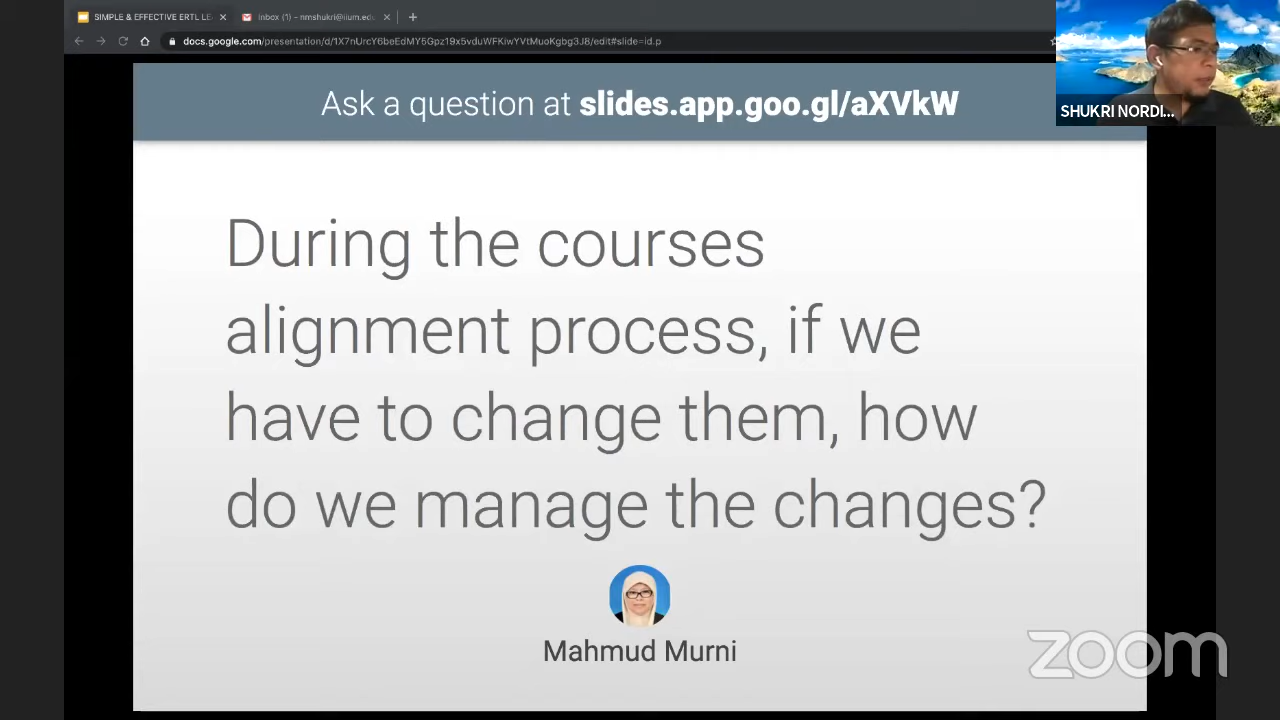 SIMPLE & EFFECTIVE ERTL LE
Inbox (1) - nmshukri@iium.ed
docs.google.com/presentation/d/1X7nUrcY6beEdMY5Gpz19x5vduWFKiwYVtMuoKgbg3J8/edit#slide=id.p
SHUKRI NORDI...
Ask a question at slides.app.goo.gl/aXVkW
During the courses
alignment process, if we
have to change them, how
do we manage the changes?
Mahmud Murni
zoom